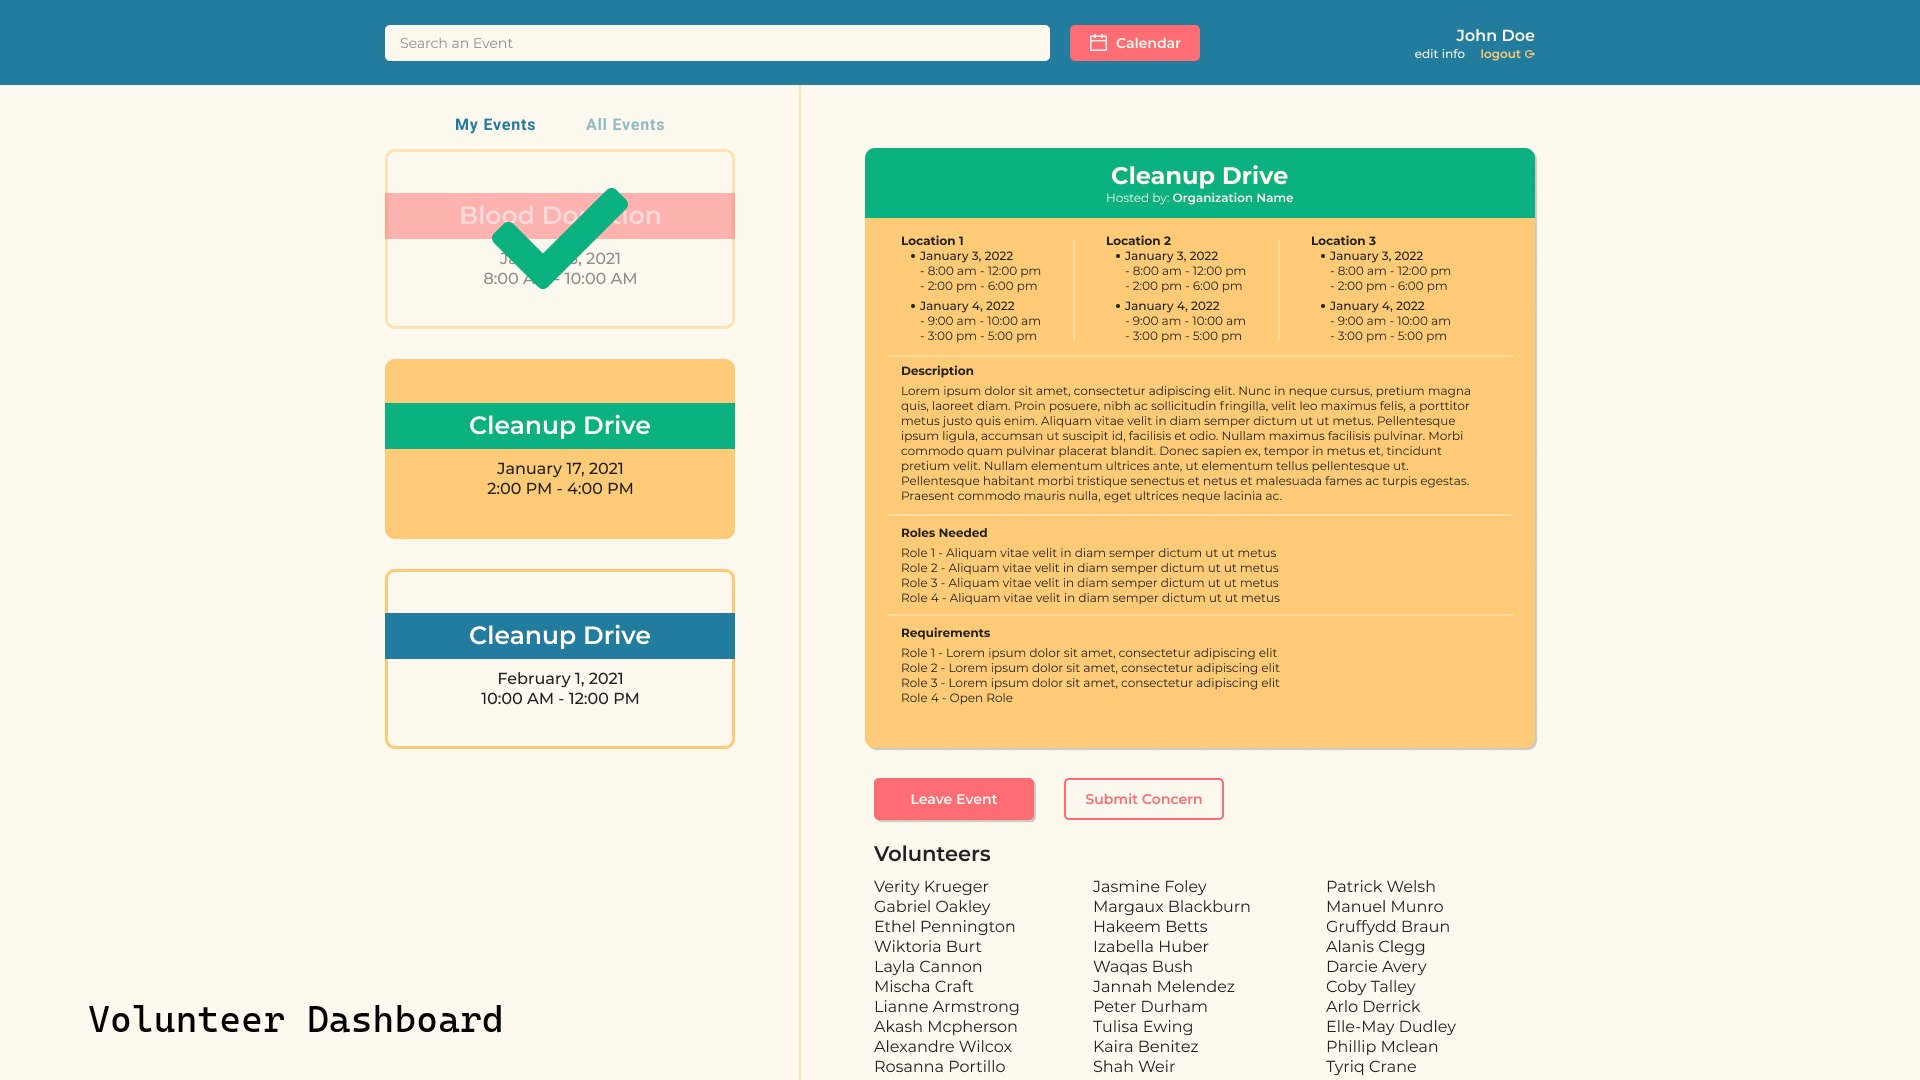 Search an Event
Calendar
John Doe
edit info logout
My Events All Events
Blood Do tion
, 2021
8:00 A 10:00 AM
Cleanup Drive
January 17, 2021
2:00 PM - 4:00 PM
Cleanup Drive
February 1, 2021
10:00 AM - 12:00 PM
Volunteer Dashboard
Cleanup Drive
Hosted by: Organization Name
Location 1
• January 3, 2022
- 8:00 am - 12:00 pm
- 2:00 pm - 6:00 pm
• January 4, 2022
- 9:00 am - 10:00 am
- 3:00 pm - 5:00 pm
Location 2
• January 3, 2022
- 8:00 am - 12:00 pm
- 2:00 pm - 6:00 pm
• January 4, 2022
- 9:00 am - 10:00 am
- 3:00 pm - 5:00 pm
Location 3
• January 3, 2022
- 8:00 am - 12:00 pm
- 2:00 pm - 6:00 pm
• January 4, 2022
- 9:00 am - 10:00 am
- 3:00 pm - 5:00 pm
Description
Lorem ipsum dolor sit amet, consectetur adipiscing elit. Nunc in neque cursus, pretium magna
quis, laoreet diam. Proin posuere, nibh ac sollicitudin fringilla, velit leo maximus felis, a porttitor
metus justo quis enim. Aliquam vitae velit in diam semper dictum ut ut metus. Pellentesque
ipsum ligula, accumsan ut suscipit id, facilisis et odio. Nullam maximus facilisis pulvinar. Morbi
commodo quam pulvinar placerat blandit. Donec sapien ex, tempor in metus et, tincidunt
pretium velit. Nullam elementum ultrices ante, ut elementum tellus pellentesque ut.
Pellentesque habitant morbi tristique senectus et netus et malesuada fames ac turpis egestas.
Praesent commodo mauris nulla, eget ultrices neque lacinia ac.
Roles Needed
Role 1 - Aliquam vitae velit in diam semper dictum ut ut metus
Role 2 - Aliquam vitae velit in diam semper dictum ut ut metus
Role 3 - Aliquam vitae velit in diam semper dictum ut ut metus
Role 4 - Aliquam vitae velit in diam semper dictum ut ut metus
Requirements
Role 1 - Lorem ipsum dolor sit amet, consectetur adipiscing elit
Role 2 - Lorem ipsum dolor sit amet, consectetur adipiscing elit
Role 3 - Lorem ipsum dolor sit amet, consectetur adipiscing elit
Role 4 - Open Role
Leave Event
Submit Concern
Volunteers
Verity Krueger
Gabriel Oakley
Ethel Pennington
Wiktoria Burt
Layla Cannon
Mischa Craft
Lianne Armstrong
Akash Mcpherson
Alexandre Wilcox
Rosanna Portillo
Jasmine Foley
Margaux Blackburn
Hakeem Betts
Izabella Huber
Waqas Bush
Jannah Melendez
Peter Durham
Tulisa Ewing
Kaira Benitez
Shah Weir
Patrick Welsh
Manuel Munro
Gruffydd Braun
Alanis Clegg
Darcie Avery
Coby Talley
Arlo Derrick
Elle-May Dudley
Phillip Mclean
Tyriq Crane